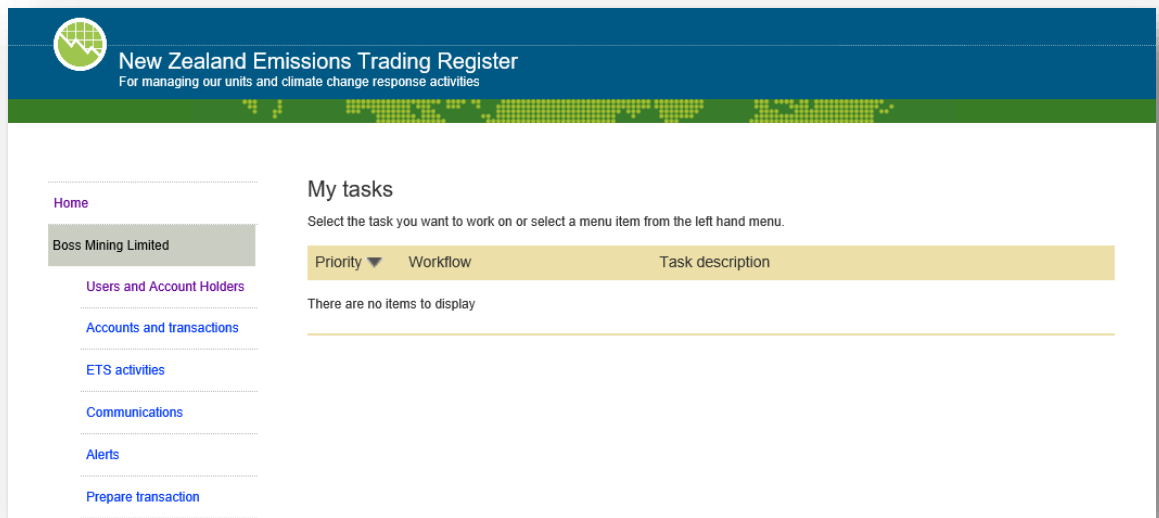 New Zealand Emissions Trading Register
For managing our units and climate change response activities
Home
Boss Mining Limited
Users and Account Holders
Accounts and transactions
ETS activities
Communications
Alerts
Prepare transaction
My tasks
Select the task you want to work on or select a menu item from the left hand menu.
Priority Workflow Task description
There are no items to display